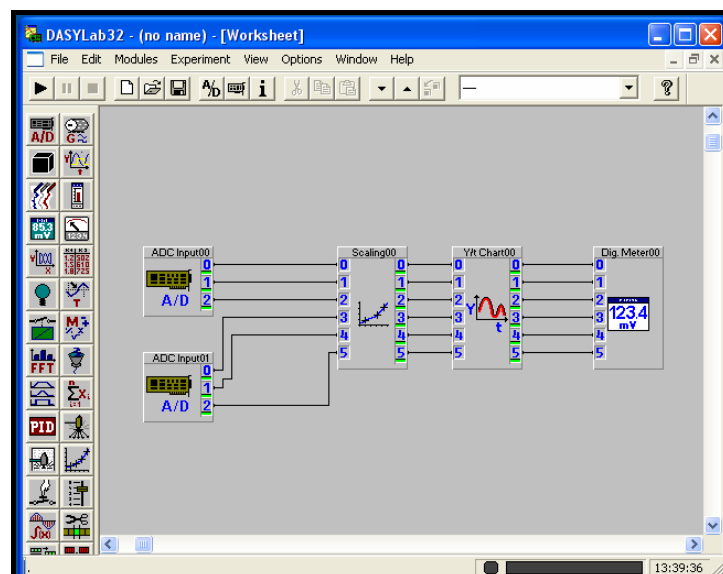 DASYLab32 - (no name) - [Worksheet]
File Edit Modules Experiment View Options Window Help
A/D
A/D
G
Y
T
85.3
mV
V
X
T
M+
FFT
Σxi
PID
f(x)
ADC Input00
0
1
A/D 2
ADC Input01
0
1
A/D 2
Scaling00
0 0
1 1
2 2
3 3
4 4
5 5
Y/t Chart00
0 0
1 1
2 2
3 3
4 4
5 5
Y
t
Dig. Meter00
0
1
2
3
4
5
123.4
mV
13:39:36